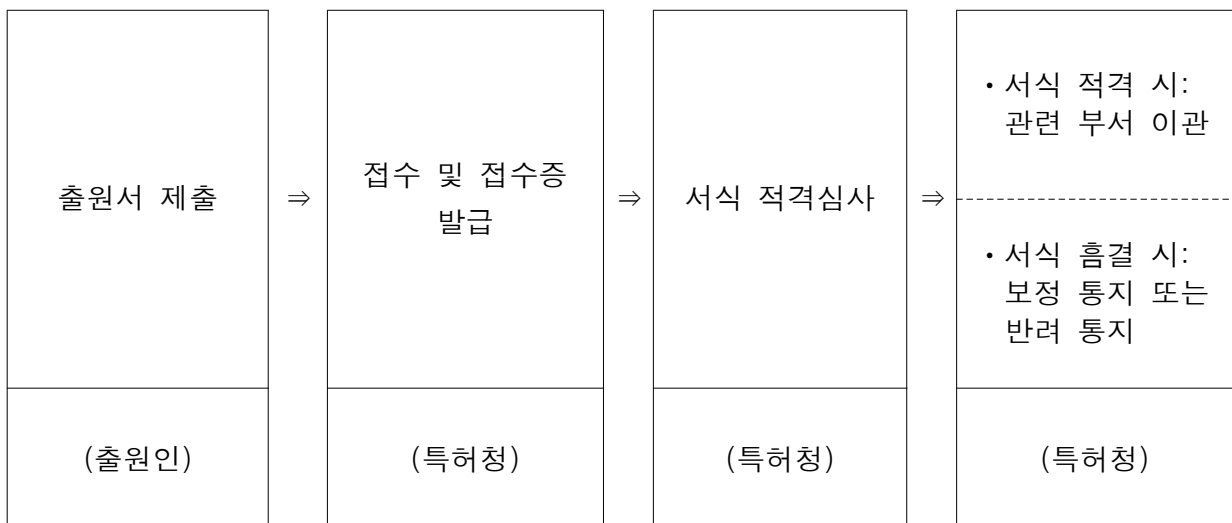 출원서 제출
⇒
접수 및 접수증
발급
⇒
서식 적격심사
⇒
• 서식 적격 시:
관련 부서 이관
• 서식 흠결 시:
보정 통지 또는
반려 통지
(출원인)
(특허청)
(특허청)
(특허청)